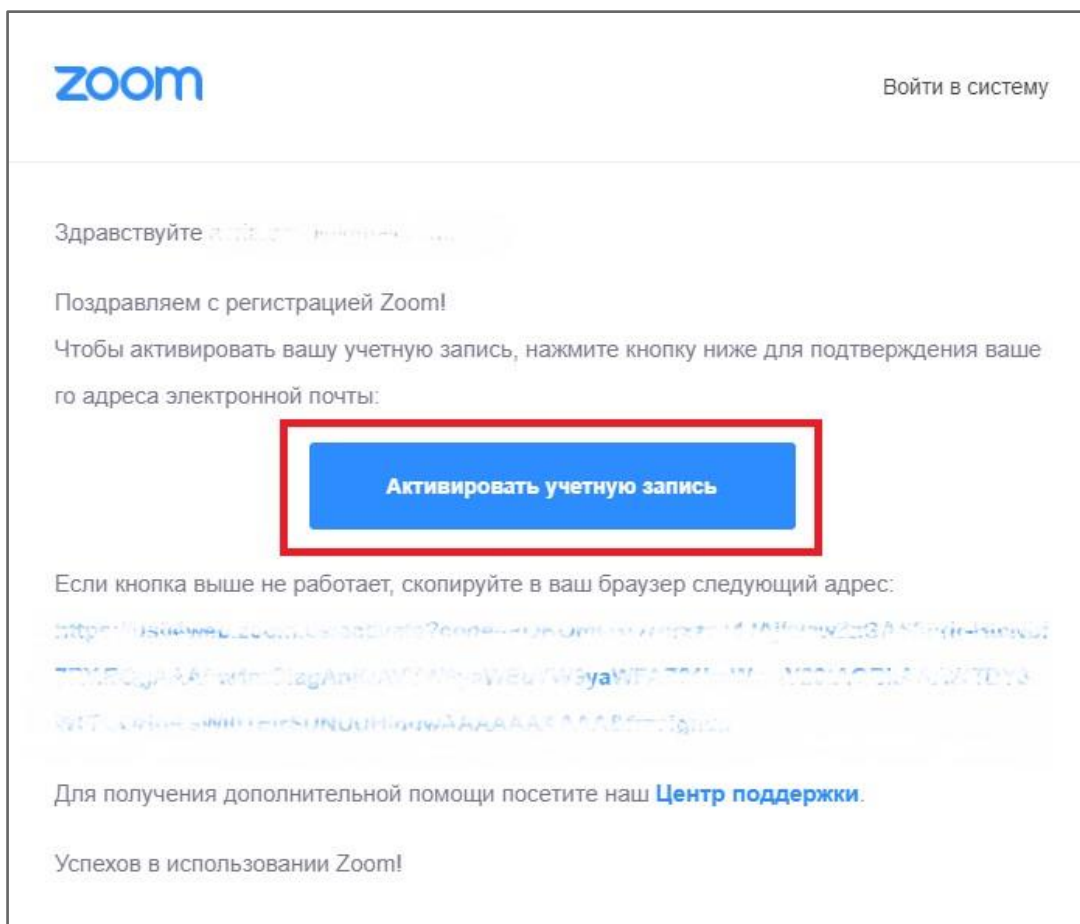 zoom
Войти в систему
Здравствуйте
Поздравляем с регистрацией Zoom!
Чтобы активировать вашу учетную запись, нажмите кнопку ниже для подтверждения ваше
го адреса электронной почты:
Активировать учетную запись
Если кнопка выше не работает, скопируйте в ваш браузер следующий адрес:
Для получения дополнительной помощи посетите наш Центр поддержки.
Успехов в использовании Zoom!